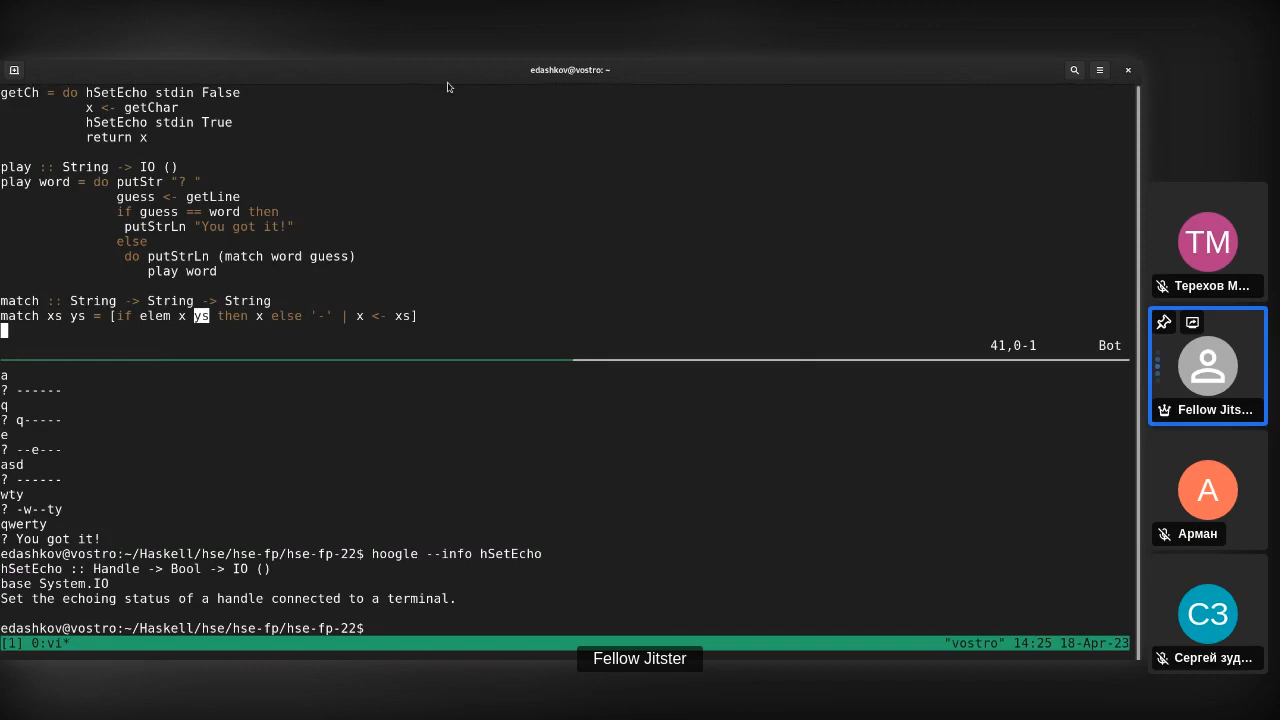 edashkov@vostro: ~
getCh = do hSetEcho stdin False
x <- getChar
hSetEcho stdin True
return x
play :: String -> IO ()
play word = do putStr "? "
guess <- getLine
if guess == word then
putStrLn "You got it!"
else
do putStrLn (match word guess)
play word
match :: String -> String -> String
match xs ys = [if elem x ys then x else '-' | x <- xs]
41,0-1 Bot
a
? ------
q
? q-----
e
? --e---
asd
? ------
wty
? -w--ty
qwerty
? You got it!
edashkov@vostro:~/Haskell/hse/hse-fp/hse-fp-22$ hoogle --info hSetEcho
hSetEcho :: Handle -> Bool -> IO ()
base System.IO
Set the echoing status of a handle connected to a terminal.
edashkov@vostro:~/Haskell/hse/hse-fp/hse-fp-22$
[1] 0:vi* "vostro" 14:25 18-Apr-23
Fellow Jitster
TM
Терехов М...
Fellow Jits...
A
Арман
СЗ
Сергей зуд...